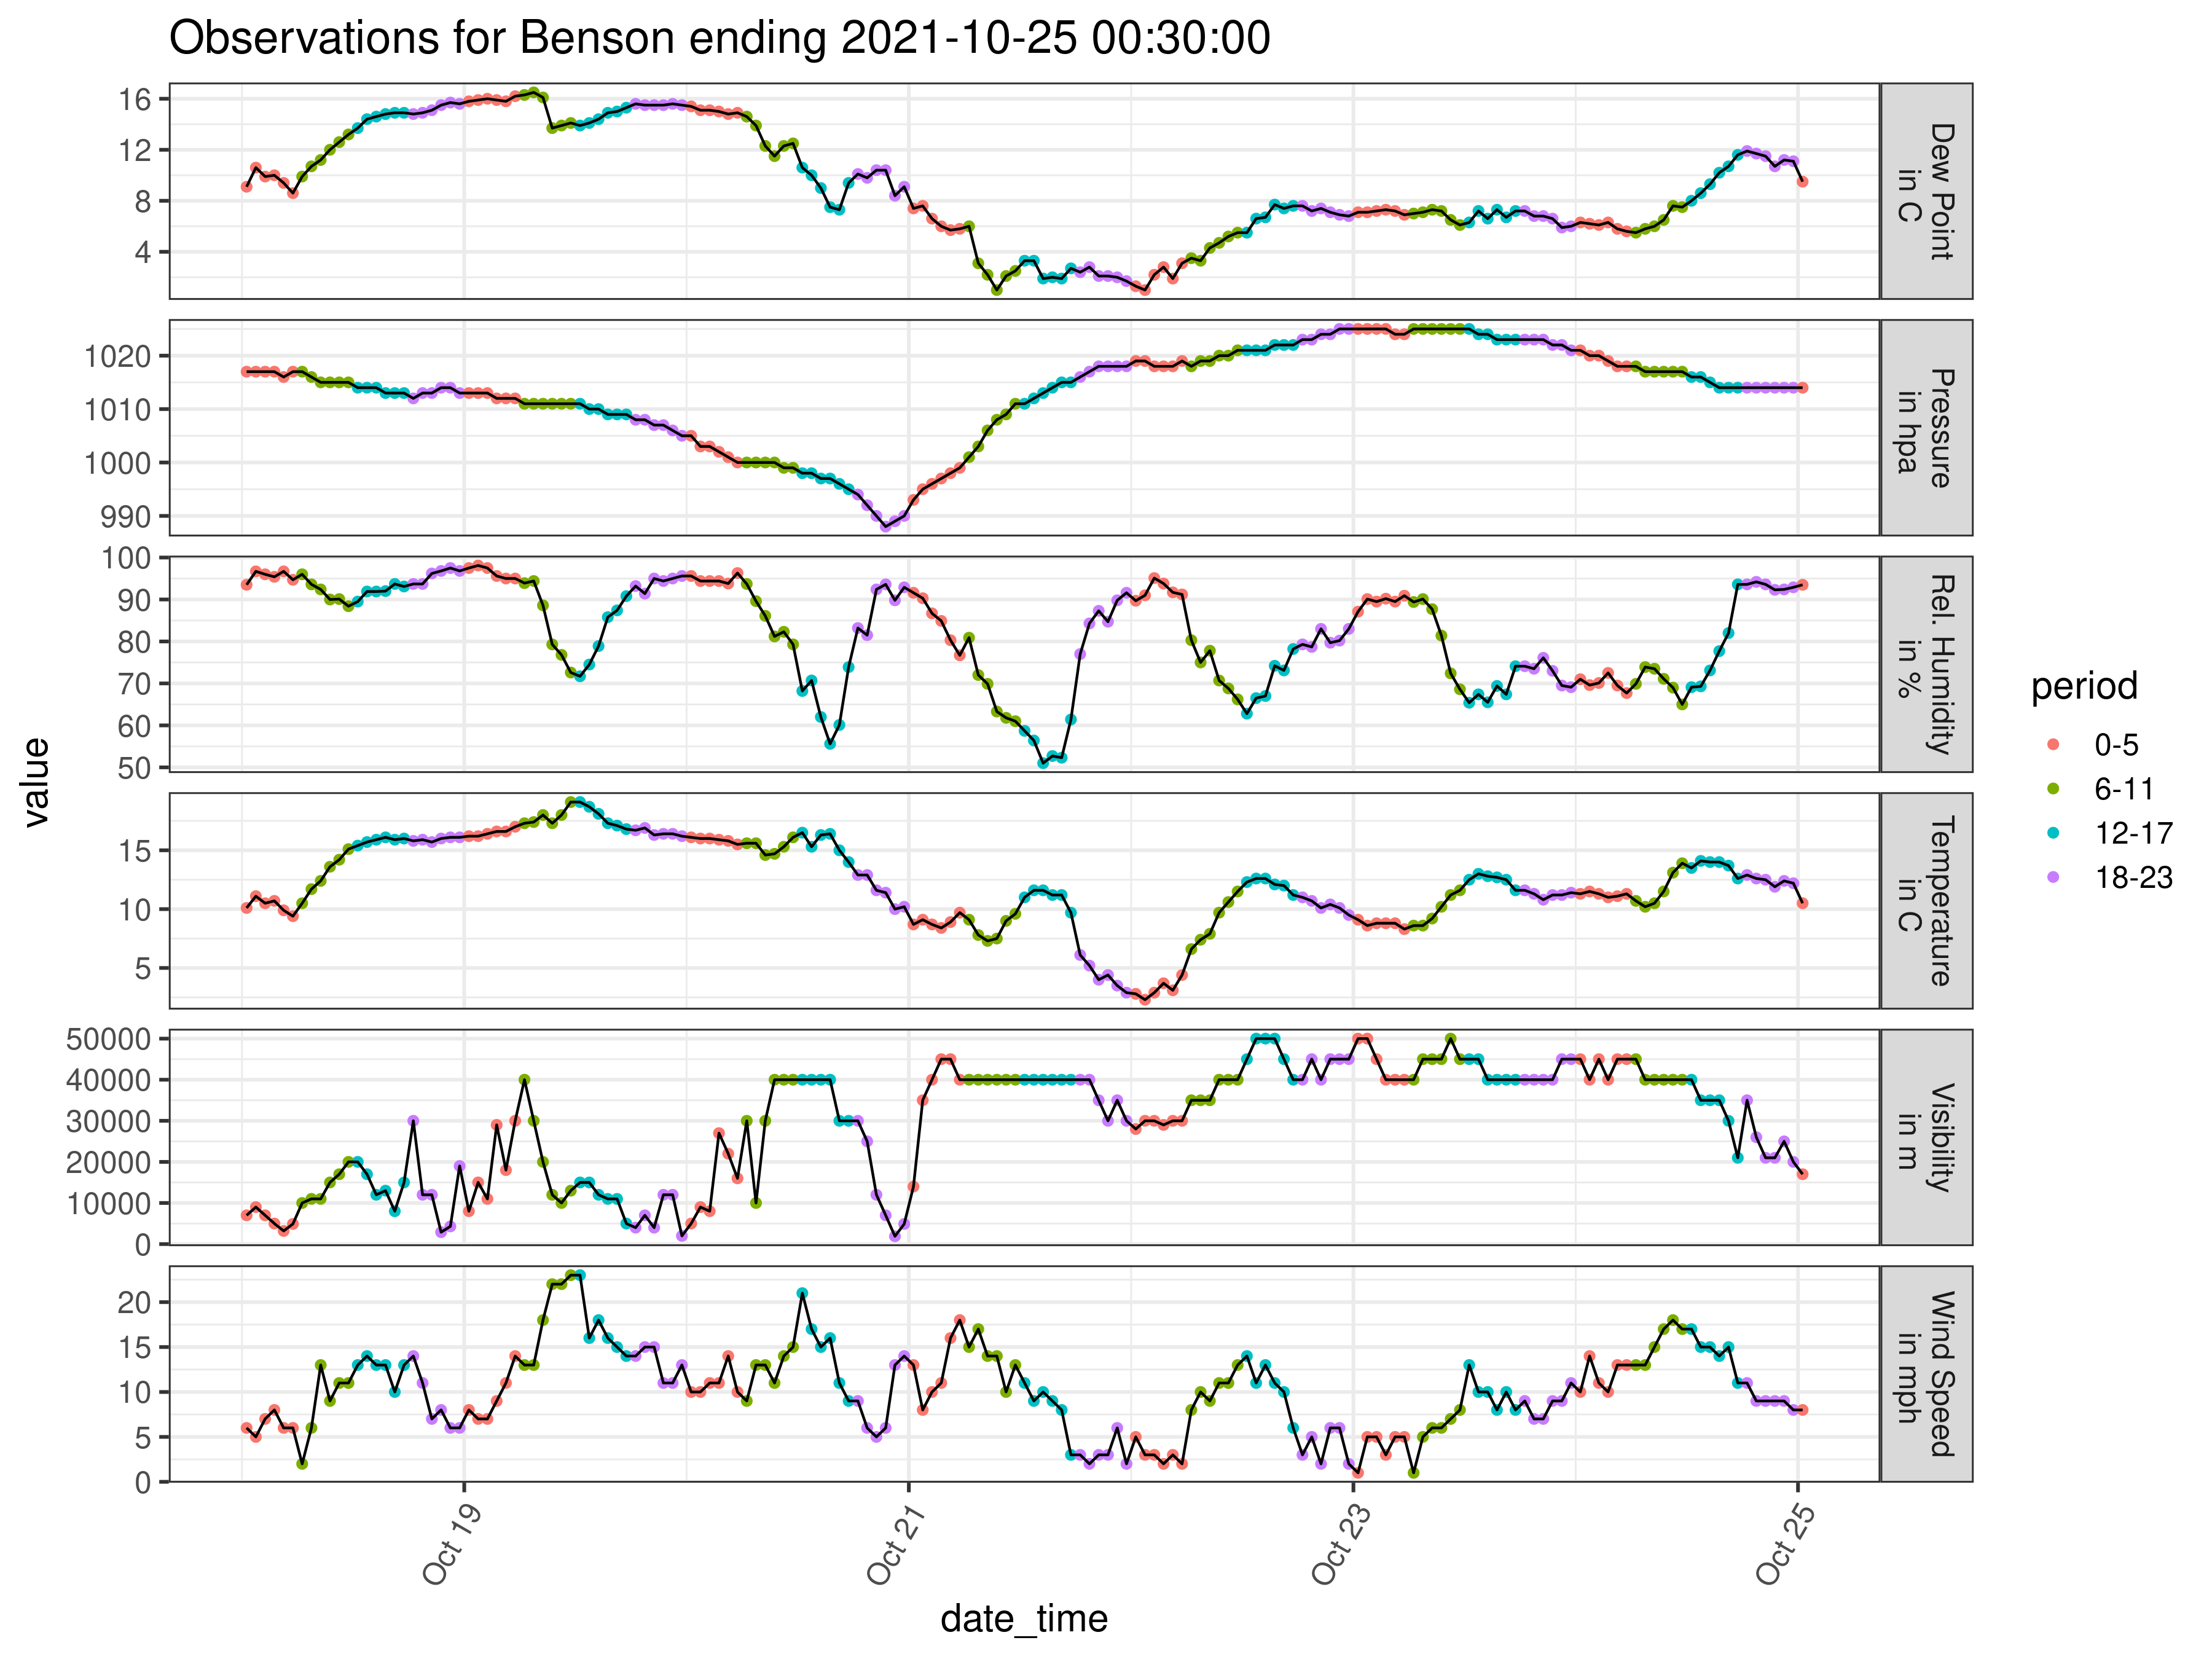 Observations for Benson ending 2021-10-25 00:30:00
value
16
12
8
4
Dew Point
in C
1020
1010
1000
990
Pressure
in hpa
100
90
80
70
60
50
Rel. Humidity
in %
15
10
5
Temperature
in C
50000
40000
30000
20000
10000
0
Visibility
in m
20
15
10
5
0
Wind Speed
in mph
Oct 19
Oct 21
Oct 23
Oct 25
date_time
period
0-5
6-11
12-17
18-23